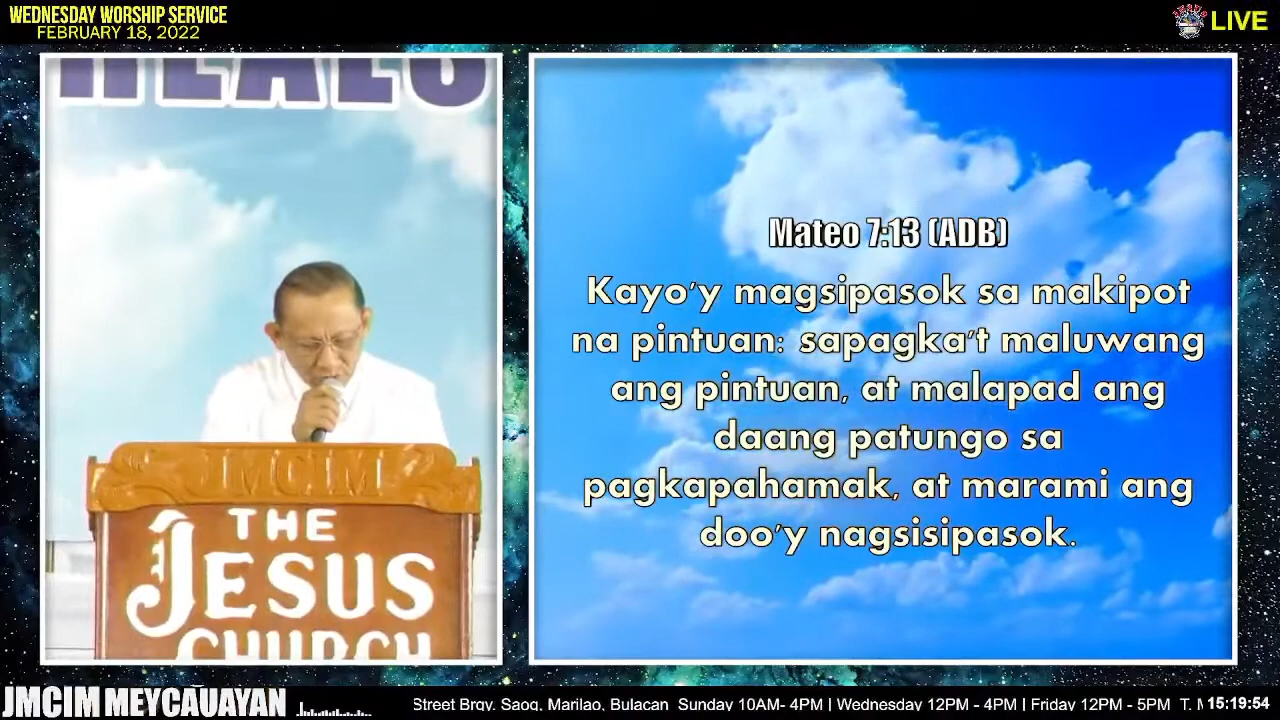 WEDNESDAY WORSHIP SERVICE
FEBRUARY 18, 2022
LIVE
HEALS
JMCIM
THE
JESUS
CHURCH
Mateo 7:13 (ADB)
Kayo'y magsipasok sa makipot
na pintuan: sapagka't maluwang
ang pintuan, at malapad ang
daang patungo sa
pagkapahamak, at marami ang
doo'y nagsisipasok.
JMCIM MEYCAUAYAN
Street Brgy. Saog, Marilao, Bulacan Sunday 10AM- 4PM | Wednesday 12PM - 4PM | Friday 12PM - 5PM T. M
15:19:54